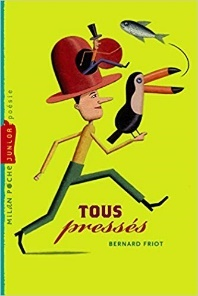 MILAN POCHE JUNIOR poésie
TOUS
pressés
BERNARD FRIOT